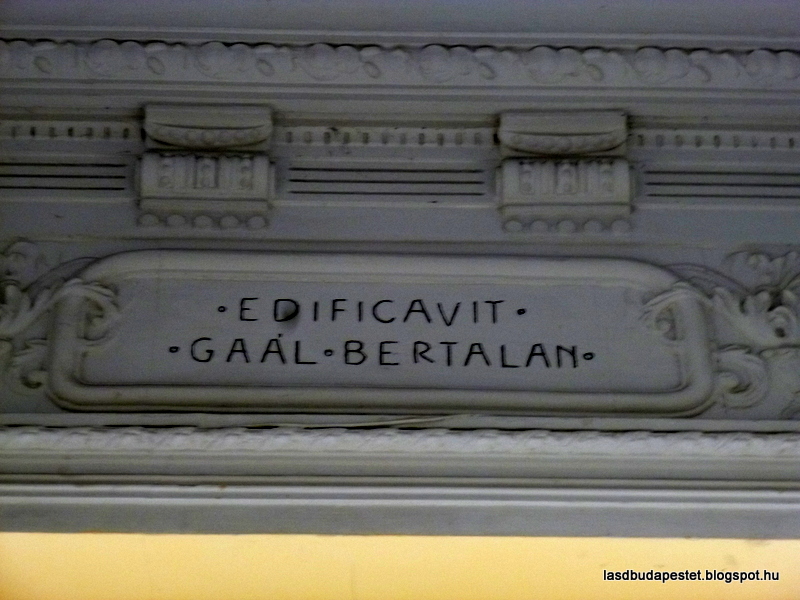 ·EDIFICAVIT·
·GAÁL·BERTALAN·
lasdbudapestet.blogspot.hu